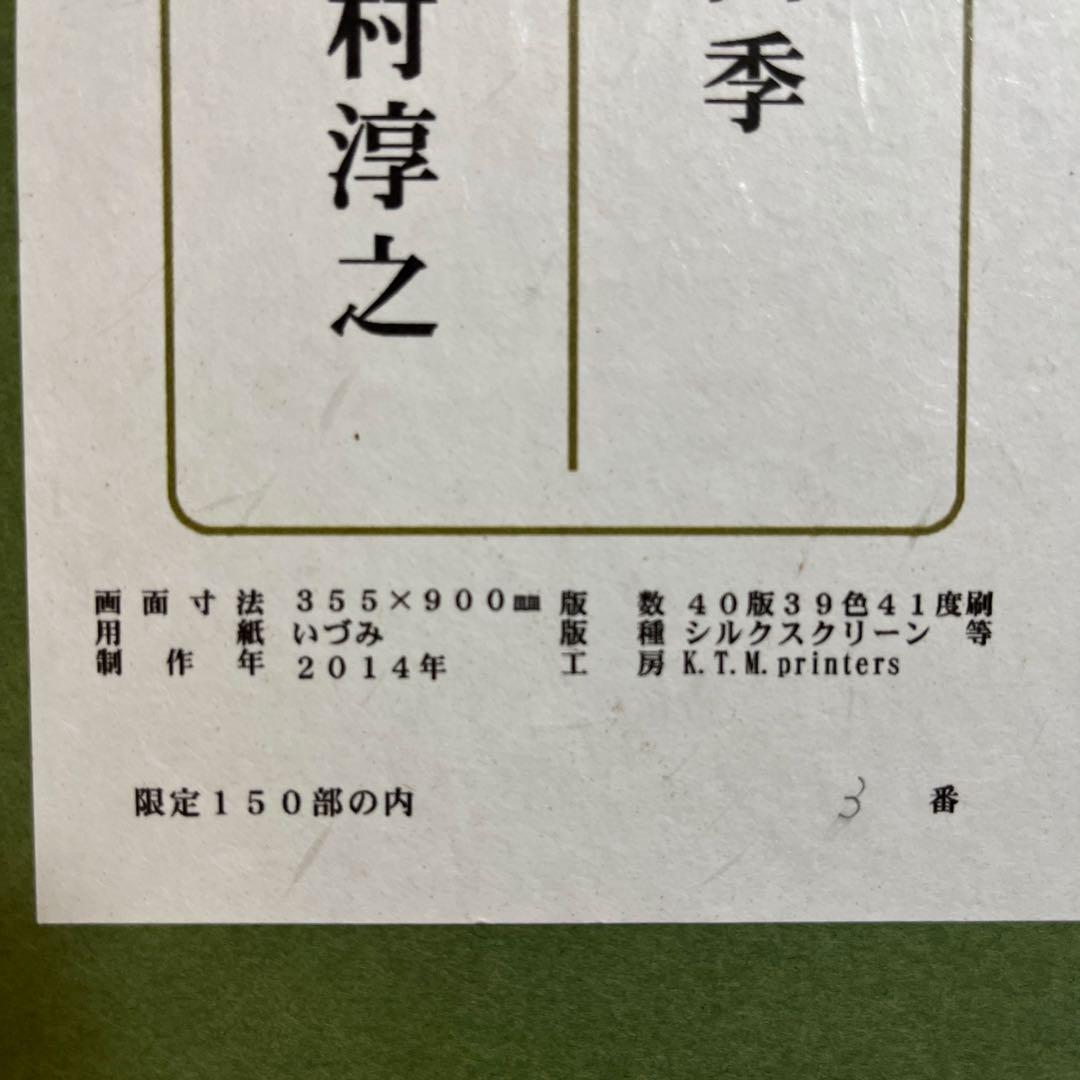 季
村淳之
画面寸法 355×900㎜ 版数 40版39色41度刷
用紙 いづみ 版種 シルクスクリーン 等
制作年 2014年 工房 K.T.M.printers
限定150部の内 3 番